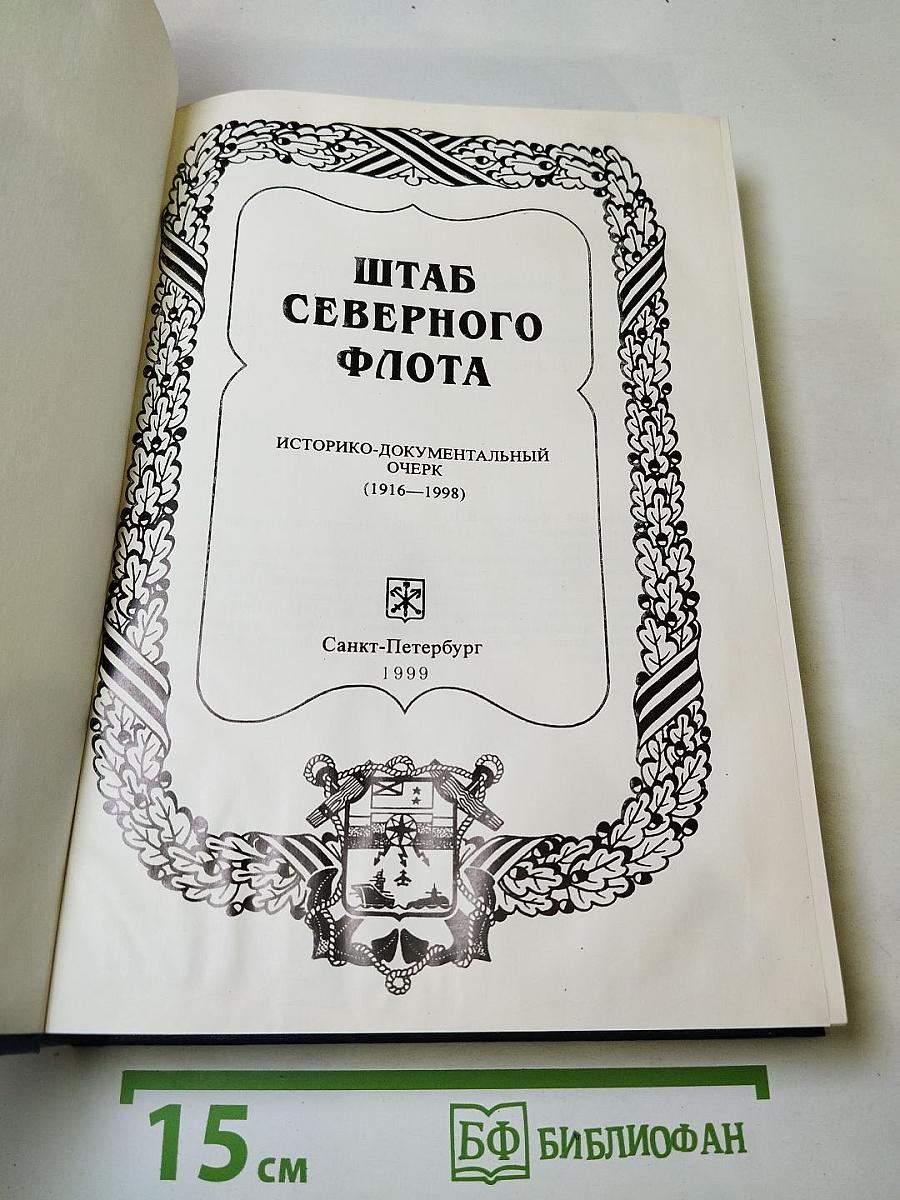 ШТАБ
СЕВЕРНОГО
ФЛОТА
ИСТОРИКО-ДОКУМЕНТАЛЬНЫЙ
ОЧЕРК
(1916—1998)
Санкт-Петербург
1999
15 см
БФ БИБЛИОФАН